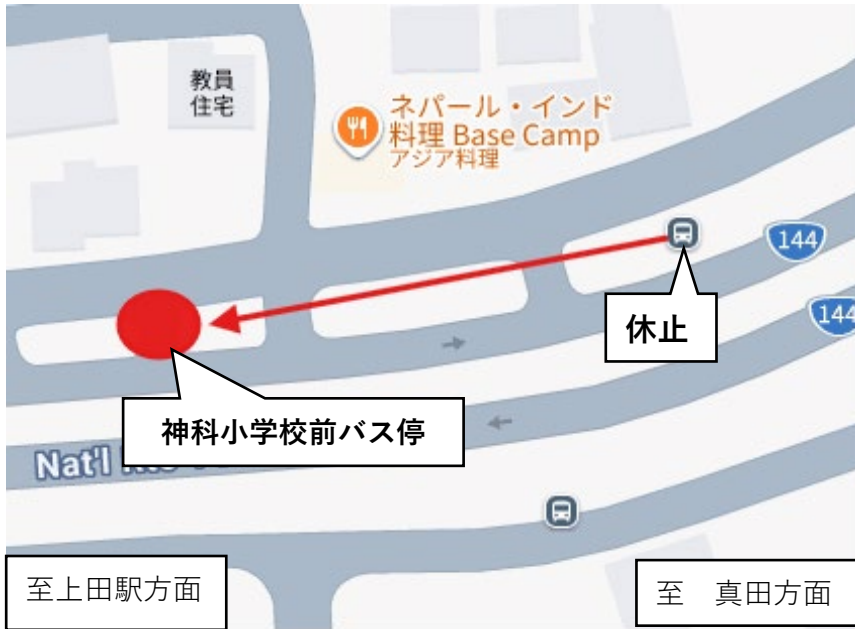 教員
住宅
ネパール・インド
料理 Base Camp
アジア料理
144
144
休止
神科小学校前バス停
Nat'l
至上田駅方面
至　真田方面